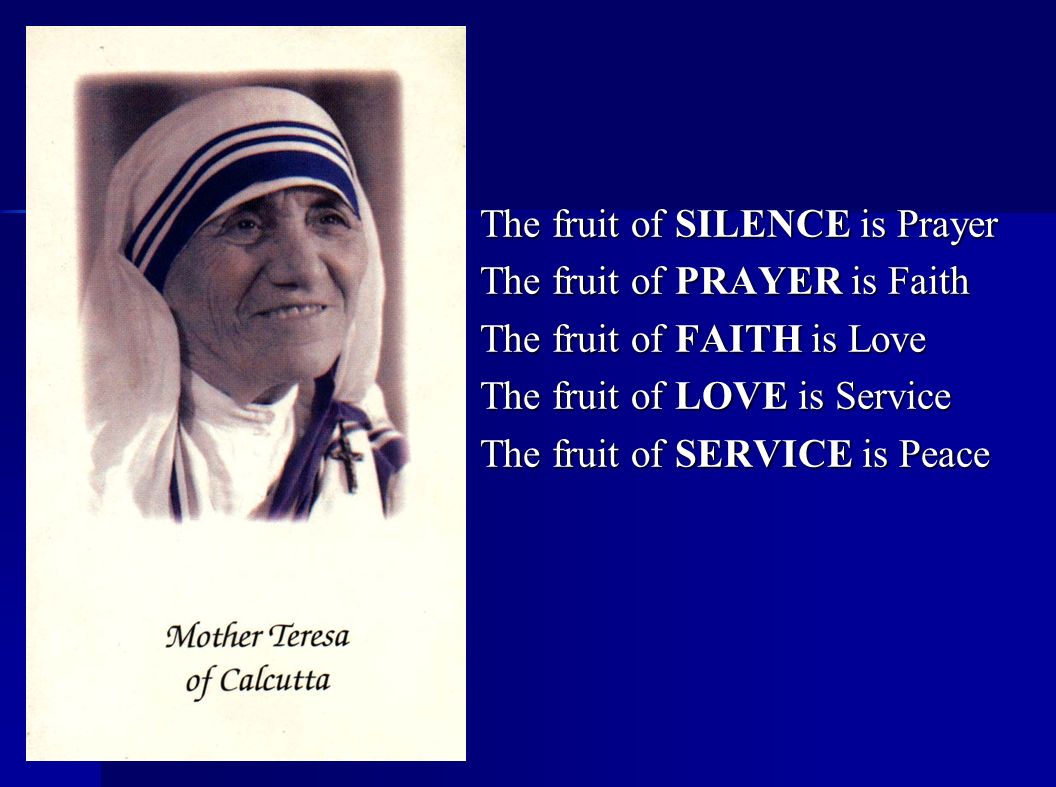 The fruit of SILENCE is Prayer
The fruit of PRAYER is Faith
The fruit of FAITH is Love
The fruit of LOVE is Service
The fruit of SERVICE is Peace
Mother Teresa
of Calcutta